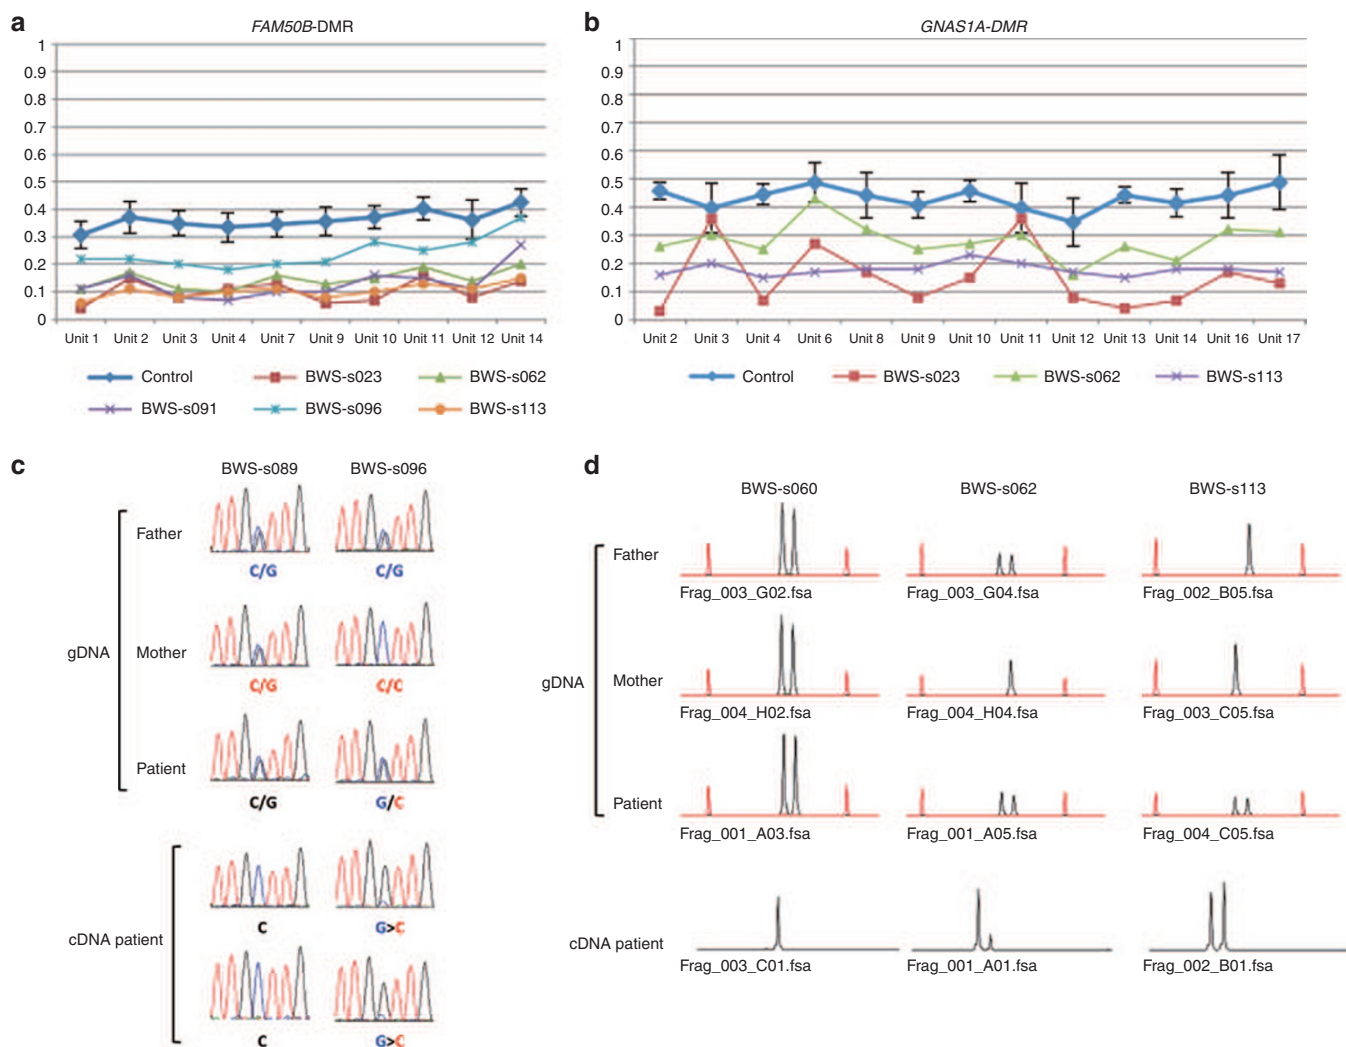 a
FAM50B-DMR
1
0.9
0.8
0.7
0.6
0.5
0.4
0.3
0.2
0.1
0
Unit 1 Unit 2 Unit 3 Unit 4 Unit 7 Unit 9 Unit 10 Unit 11 Unit 12 Unit 14
Control BWS-s023 BWS-s062
BWS-s091 BWS-s096 BWS-s113
b
GNAS1A-DMR
1
0.9
0.8
0.7
0.6
0.5
0.4
0.3
0.2
0.1
0
Unit 2 Unit 3 Unit 4 Unit 6 Unit 8 Unit 9 Unit 10 Unit 11 Unit 12 Unit 13 Unit 14 Unit 16 Unit 17
Control BWS-s023 BWS-s062 BWS-s113
c
BWS-s089 BWS-s096
gDNA
Father
C/G C/G
Mother
C/G C/C
Patient
C/G G/C
cDNA patient
C G>C
C G>C
d
BWS-s060 BWS-s062 BWS-s113
gDNA
Father
Frag_003_G02.fsa Frag_003_G04.fsa Frag_002_B05.fsa
Mother
Frag_004_H02.fsa Frag_004_H04.fsa Frag_003_C05.fsa
Patient
Frag_001_A03.fsa Frag_001_A05.fsa Frag_004_C05.fsa
cDNA patient
Frag_003_C01.fsa Frag_001_A01.fsa Frag_002_B01.fsa